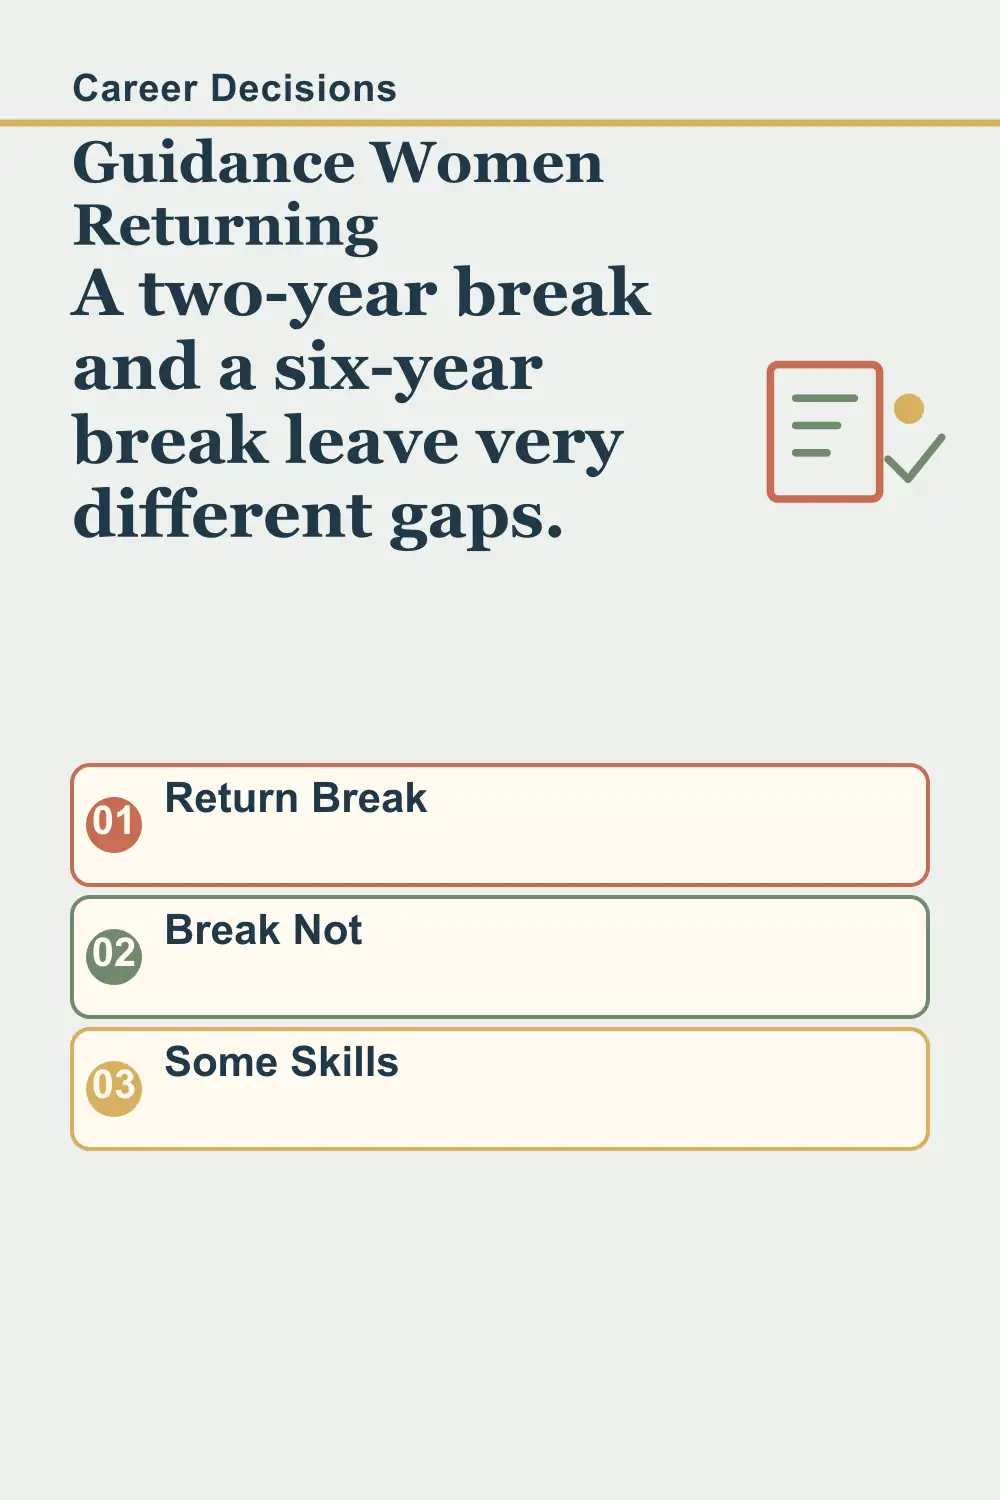 Career Decisions
Guidance Women
Returning
A two-year break
and a six-year
break leave very
different gaps.
01 Return Break
02 Break Not
03 Some Skills